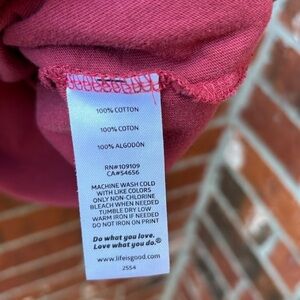 100% COTTON
100% COTON
100% ALGODÓN
RN#109109
CA#54656
MACHINE WASH COLD
WITH LIKE COLORS
ONLY NON-CHLORINE
BLEACH WHEN NEEDED
TUMBLE DRY LOW
WARM IRON IF NEEDED
DO NOT IRON ON PRINT
Do what you love.
Love what you do.®
www.lifeisgood.com
2554